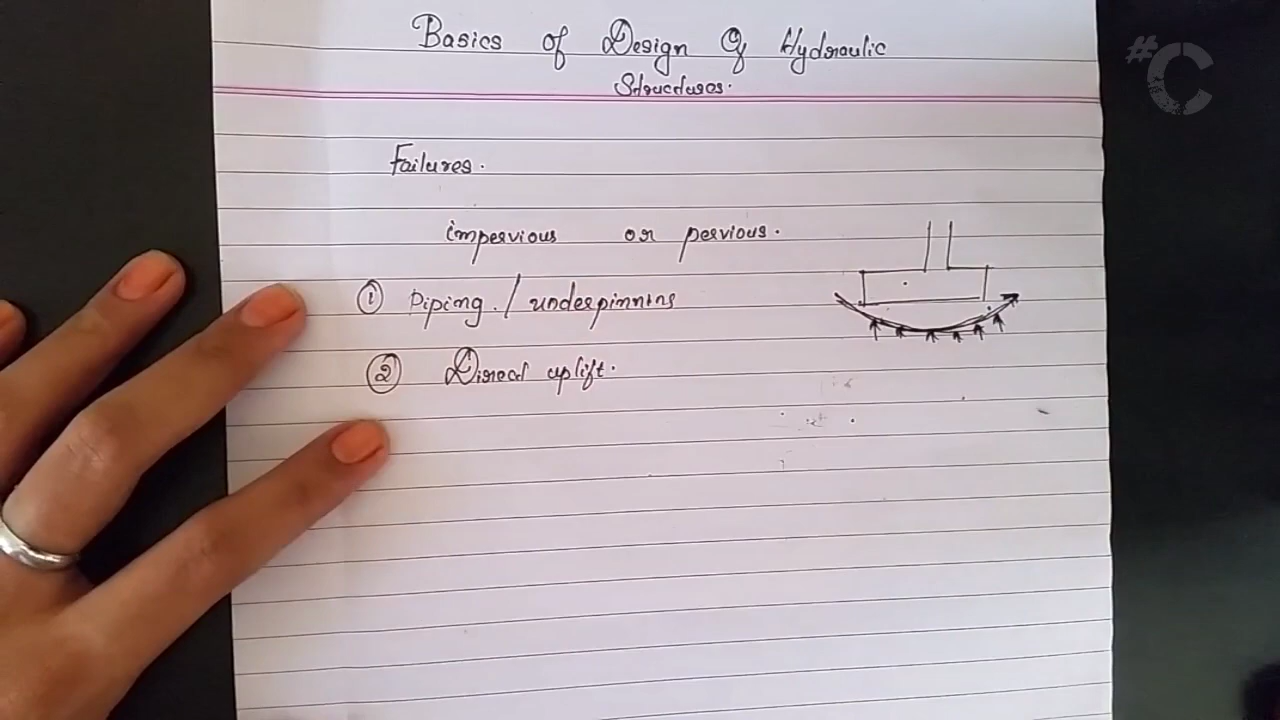 Basics of Design Of Hydraulic
Structures.
Failures.
impervious or pervious.
① Piping. / underpinning
② Direct uplift.
#C